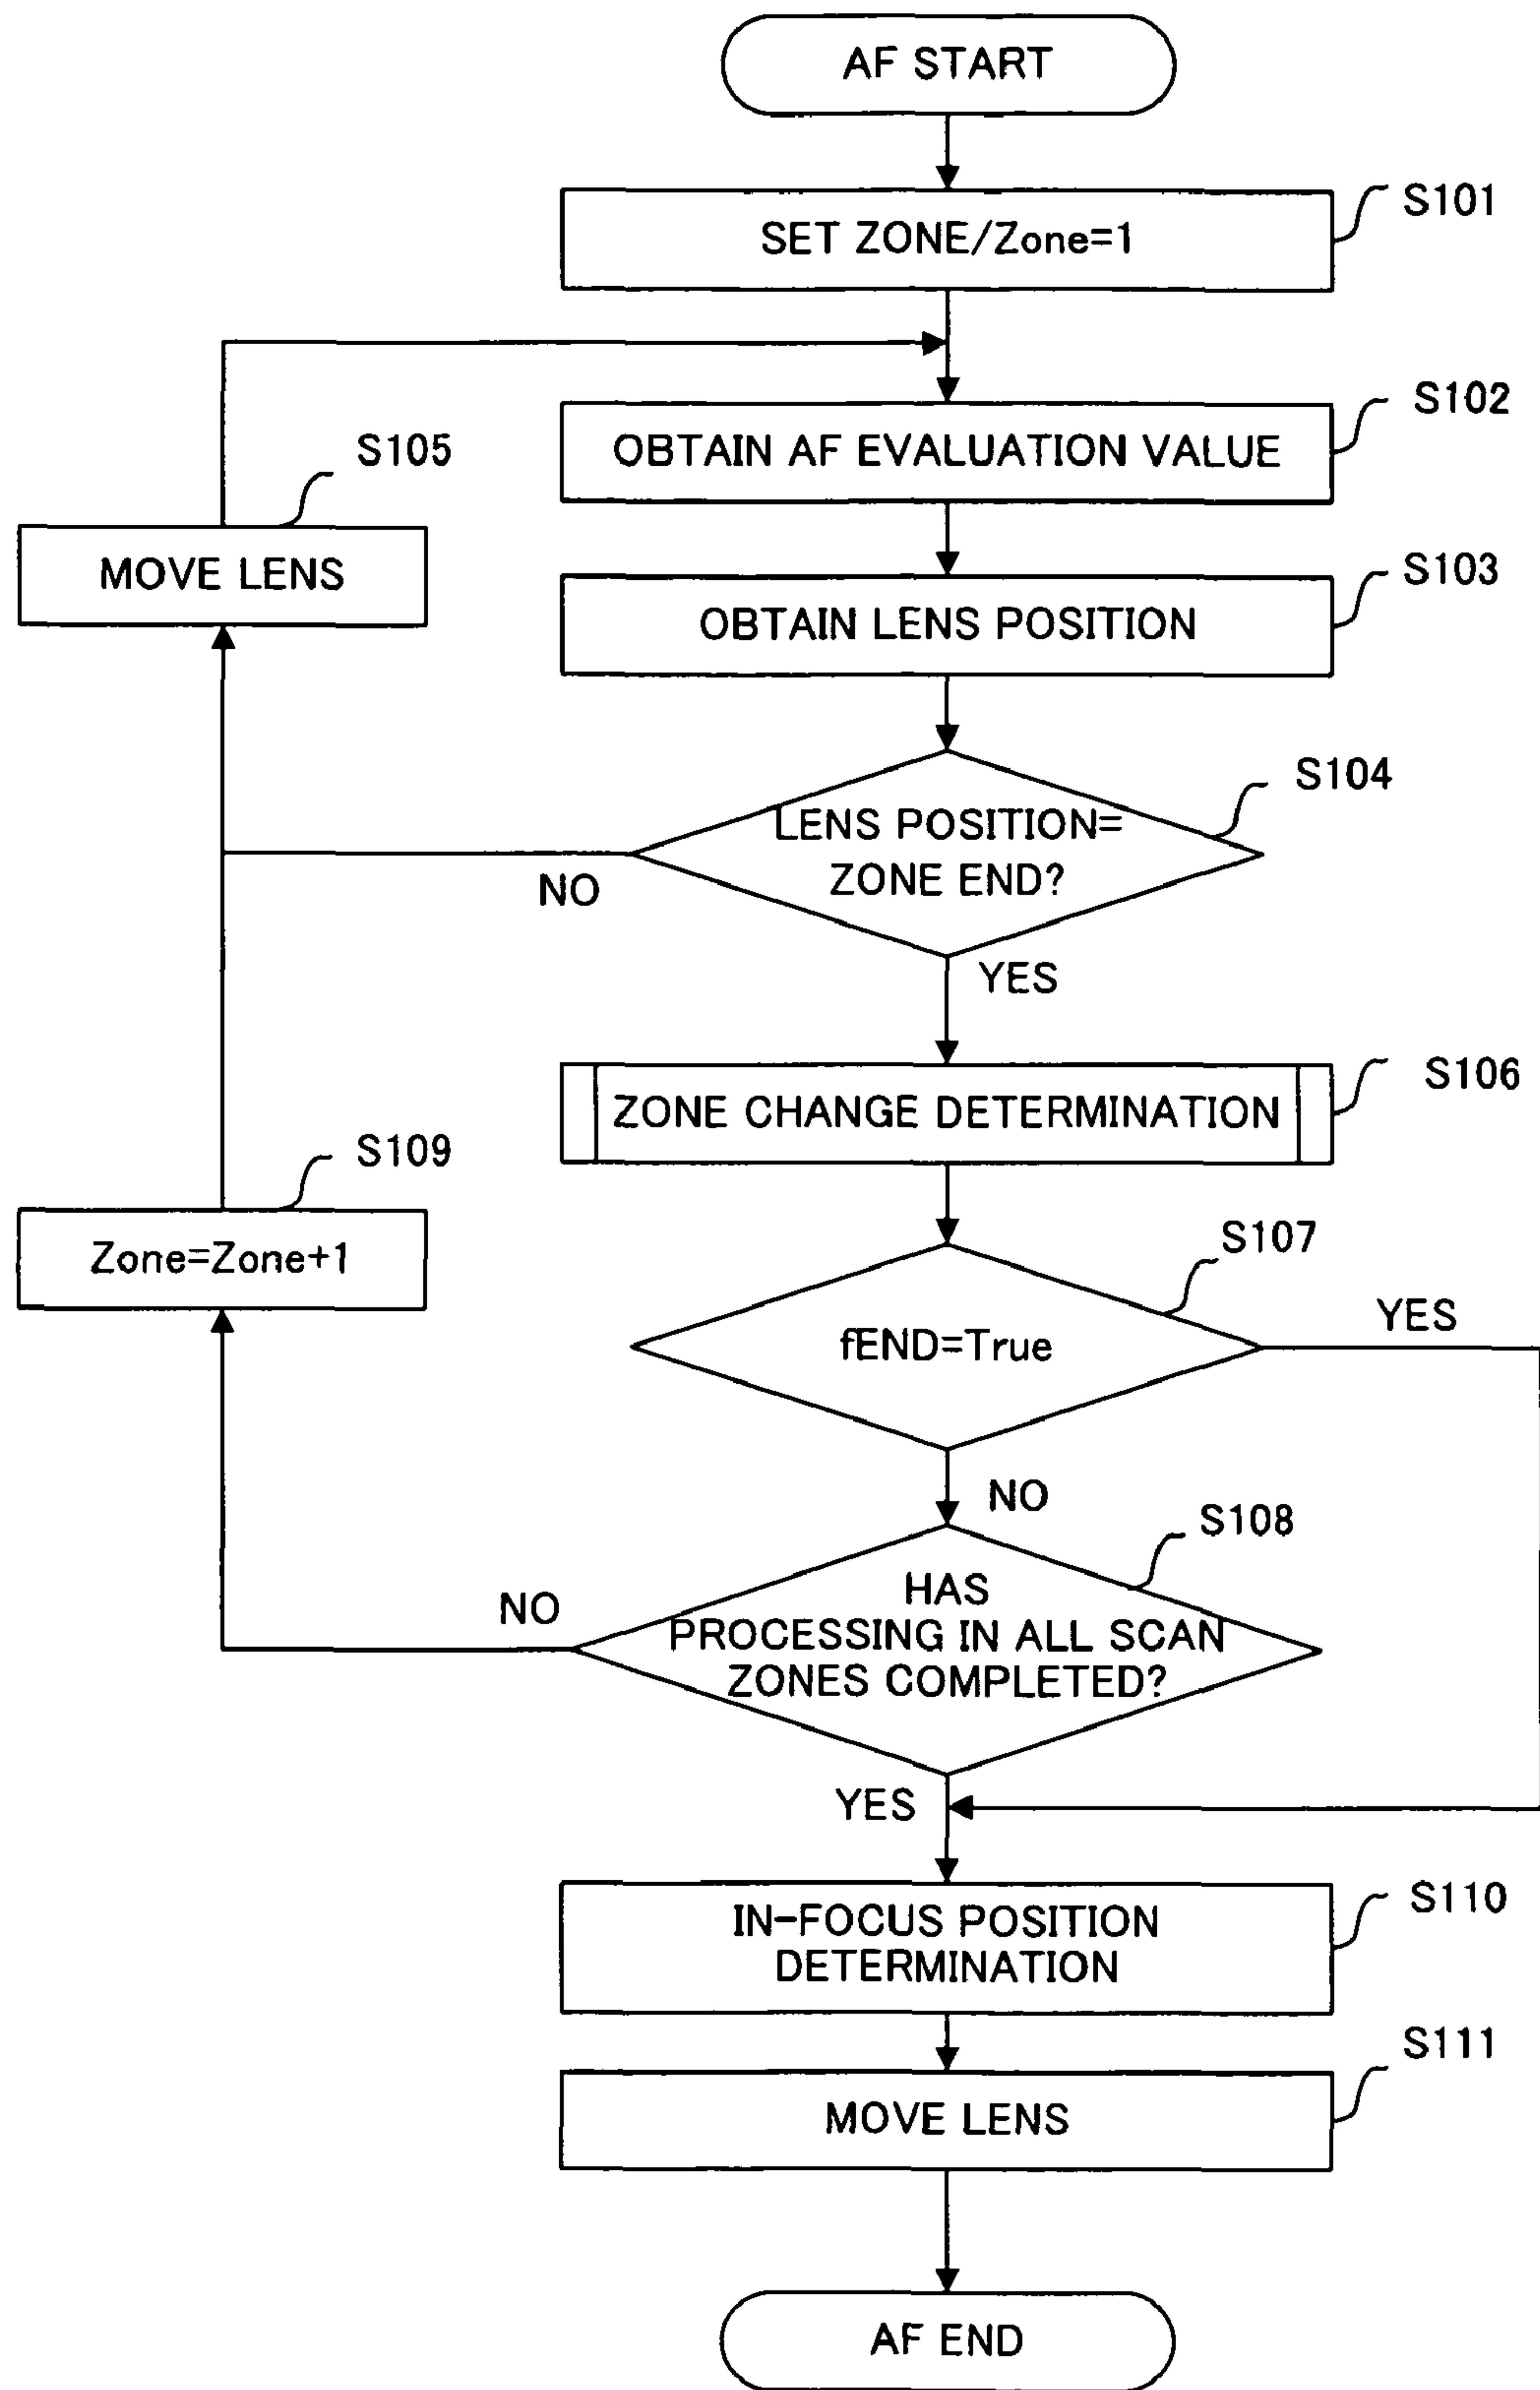 AF START
S101
SET ZONE/Zone=1
S102
OBTAIN AF EVALUATION VALUE
S105
MOVE LENS
S103
OBTAIN LENS POSITION
S104
LENS POSITION=
ZONE END?
NO
YES
S106
ZONE CHANGE DETERMINATION
S109
Zone=Zone+1
S107
fEND=True
YES
NO
S108
HAS
PROCESSING IN ALL SCAN
ZONES COMPLETED?
NO
YES
S110
IN-FOCUS POSITION
DETERMINATION
S111
MOVE LENS
AF END